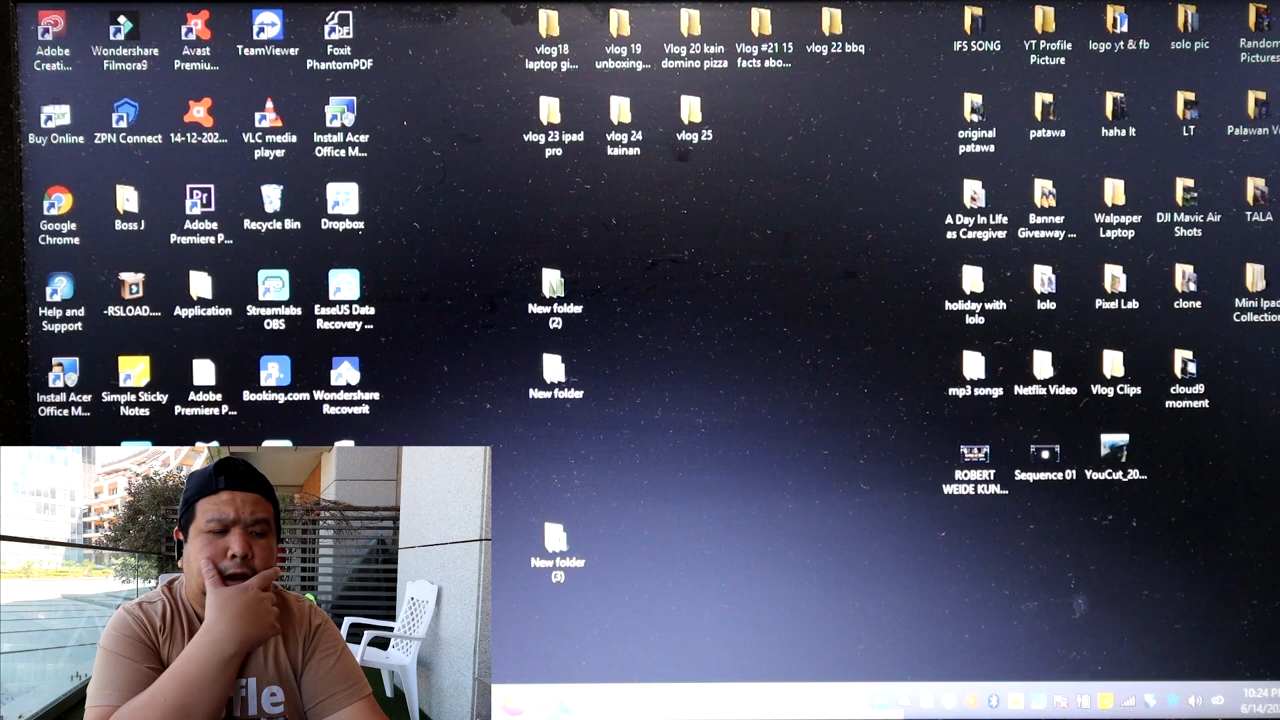 Adobe
Creati...
Wondershare
Filmora9
Avast
Premiu...
TeamViewer
Foxit
PhantomPDF
vlog18
laptop gi...
vlog 19
unboxing...
Vlog 20 kain
domino pizza
Vlog #21 15
facts abo...
vlog 22 bbq
IFS SONG
YT Profile
Picture
logo yt & fb
solo pic
Random
Pictures
Buy Online
ZPN Connect
14-12-202...
VLC media
player
Install Acer
Office M...
vlog 23 ipad
pro
vlog 24
kainan
vlog 25
original
patawa
patawa
haha lt
LT
Palawan
Google
Chrome
Boss J
Adobe
Premiere P...
Recycle Bin
Dropbox
A Day In LIfe
as Caregiver
Banner
Giveaway ...
Walpaper
Laptop
DJI Mavic Air
Shots
TALA
Help and
Support
-RSLOAD....
Application
Streamlabs
OBS
EaseUS Data
Recovery ...
New folder
(2)
holiday with
lolo
lolo
Pixel Lab
clone
Mini Ipad
Collection
Install Acer
Office M...
Simple Sticky
Notes
Adobe
Premiere P...
Booking.com
Wondershare
Recoverit
New folder
mp3 songs
Netflix Video
Vlog Clips
cloud9
moment
ROBERT
WEIDE KUN...
Sequence 01
YouCut_20...
New folder
(3)
fle
10:24 P
6/14/20